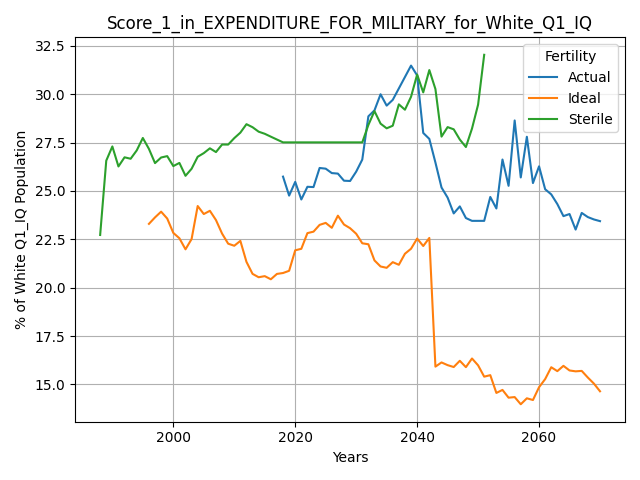 Score_1_in_EXPENDITURE_FOR_MILITARY_for_White_Q1_IQ
Fertility
Actual
Ideal
Sterile
% of White Q1_IQ Population
32.5
30.0
27.5
25.0
22.5
20.0
17.5
15.0
2000
2020
2040
2060
Years